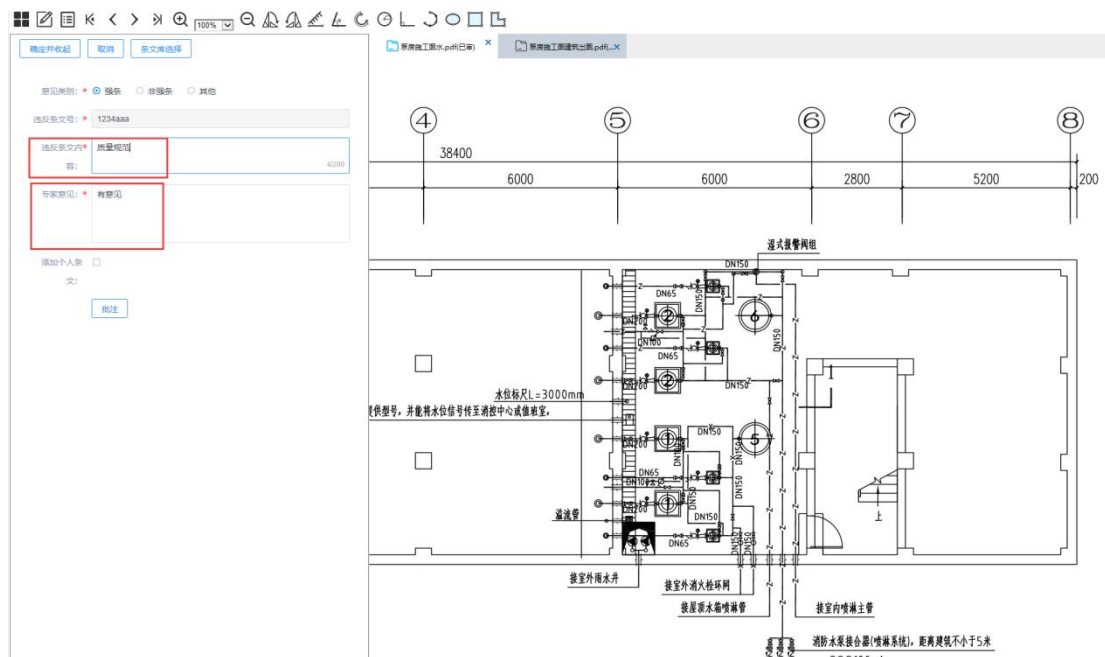 100%
确定并收起 取消 条文库选择
泵房施工图水.pdf(已审) × 泵房施工图建筑出图.pdf(...×
意见类别: * 强条 非强条 其他
违反条文号: * 1234aaa
违反条文内* 质量规范
容:
4/200
专家意见: * 有意见
添加个人条
文:
批注
4 5 6 7 8
38400
6000 6000 2800 5200 200
湿式报警阀组
DN150
DN65
DN150
2
6
DN200
DN100
DN150
DN65
2
DN200
DN150
水位标尺L=3000mm
提供型号，并能将水位信号传至消控中心或值班室，
DN150
1
5
DN200
DN150
DN150
DN65
DN100
DN150
DN150
1
DN200
DN150
上
溢流管
DN65
DN150
DN150
接室外雨水井
接室外消火栓环网
接屋顶水箱喷淋管
接室内喷淋主管
消防水泵接合器(喷淋系统)，距离建筑不小于5米